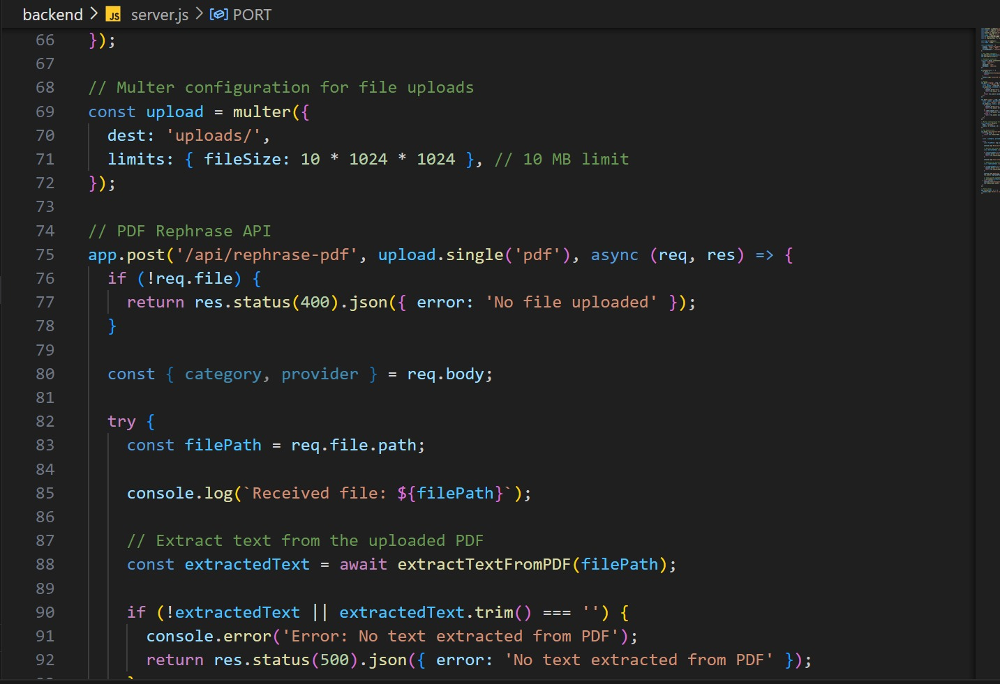 backend > JS server.js > PORT
66 });
67
68 // Multer configuration for file uploads
69 const upload = multer({
70   dest: 'uploads/',
71   limits: { fileSize: 10 * 1024 * 1024 }, // 10 MB limit
72 });
73
74 // PDF Rephrase API
75 app.post('/api/rephrase-pdf', upload.single('pdf'), async (req, res) => {
76   if (!req.file) {
77     return res.status(400).json({ error: 'No file uploaded' });
78   }
79
80   const { category, provider } = req.body;
81
82   try {
83     const filePath = req.file.path;
84
85     console.log(`Received file: ${filePath}`);
86
87     // Extract text from the uploaded PDF
88     const extractedText = await extractTextFromPDF(filePath);
89
90     if (!extractedText || extractedText.trim() === '') {
91       console.error('Error: No text extracted from PDF');
92       return res.status(500).json({ error: 'No text extracted from PDF' });